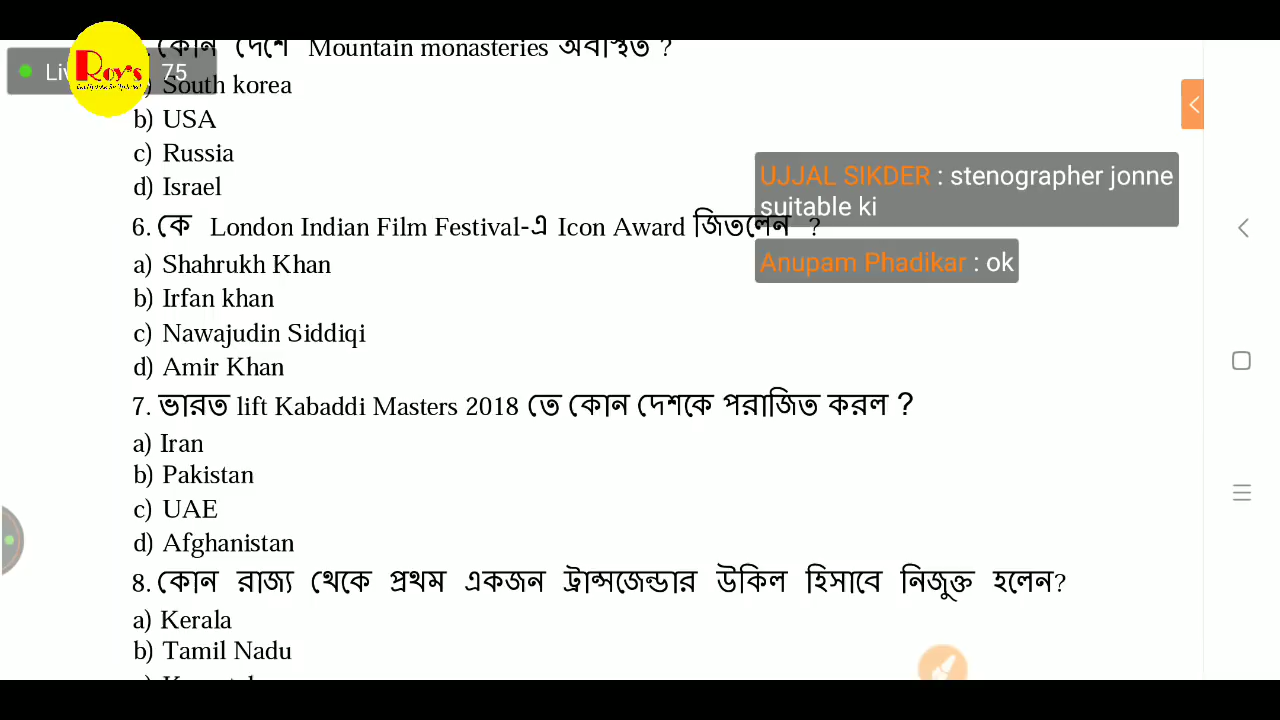 কোন দেশে Mountain monasteries অবস্থিত ?
Live 75
Roy's
South korea
b) USA
c) Russia
d) Israel
UJJAL SIKDER : stenographer jonne
suitable ki
6. কে London Indian Film Festival-এ Icon Award জিতলেন ?
Anupam Phadikar : ok
a) Shahrukh Khan
b) Irfan khan
c) Nawajudin Siddiqi
d) Amir Khan
7. ভারত lift Kabaddi Masters 2018 তে কোন দেশকে পরাজিত করল ?
a) Iran
b) Pakistan
c) UAE
d) Afghanistan
8. কোন রাজ্য থেকে প্রথম একজন ট্রান্সজেন্ডার উকিল হিসাবে নিজুক্ত হলেন?
a) Kerala
b) Tamil Nadu